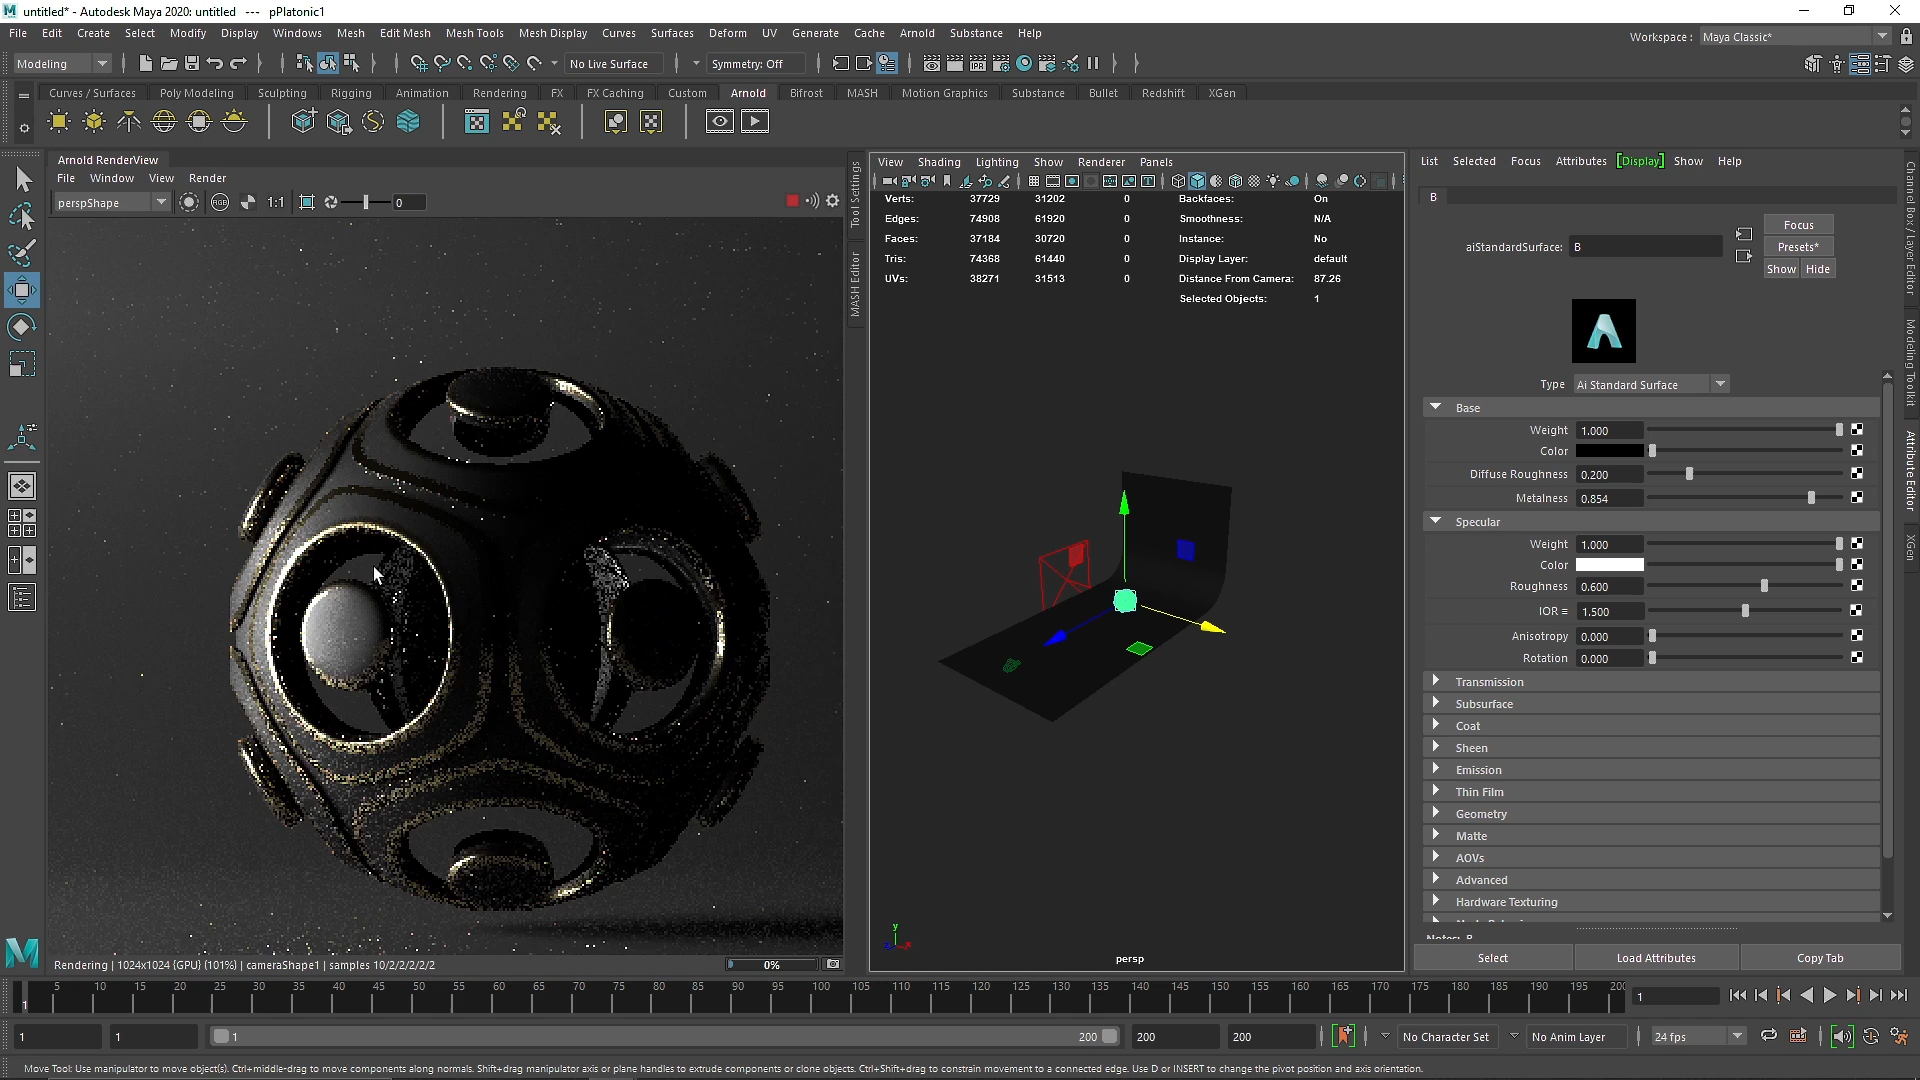 untitled* - Autodesk Maya 2020: untitled --- pPlatonic1
File Edit Create Select Modify Display Windows Mesh Edit Mesh Mesh Tools Mesh Display Curves Surfaces Deform UV Generate Cache Arnold Substance Help
Workspace : Maya Classic*
Modeling No Live Surface Symmetry: Off
Curves / Surfaces Poly Modeling Sculpting Rigging Animation Rendering FX FX Caching Custom Arnold Bifrost MASH Motion Graphics Substance Bullet Redshift XGen
Arnold RenderView
File Window View Render
perspShape RGB 1:1 0
Tool Settings
MASH Editor
View Shading Lighting Show Renderer Panels
Verts: 37729 31202 0 Backfaces: On
Edges: 74908 61920 0 Smoothness: N/A
Faces: 37184 30720 0 Instance: No
Tris: 74368 61440 0 Display Layer: default
UVs: 38271 31513 0 Distance From Camera: 87.26
Selected Objects: 1
y
persp
Rendering | 1024x1024 (GPU) (101%) | cameraShape1 | samples 10/2/2/2/2/2
0%
List Selected Focus Attributes [Display] Show Help
B
Focus
aiStandardSurface: B
Presets*
Show Hide
Type Ai Standard Surface
Base
Weight 1.000
Color
Diffuse Roughness 0.200
Metalness 0.854
Specular
Weight 1.000
Color
Roughness 0.600
IOR = 1.500
Anisotropy 0.000
Rotation 0.000
Transmission
Subsurface
Coat
Sheen
Emission
Thin Film
Geometry
Matte
AOVs
Advanced
Hardware Texturing
Notes: B
Select Load Attributes Copy Tab
Channel Box / Layer Editor
Modeling Toolkit
Attribute Editor
XGen
5 10 15 20 25 30 35 40 45 50 55 60 65 70 75 80 85 90 95 100 105 110 115 120 125 130 135 140 145 150 155 160 165 170 175 180 185 190 195 200
1 1
1 1 1 200 200 200 No Character Set No Anim Layer 24 fps
Move Tool: Use manipulator to move object(s). Ctrl+middle-drag to move components along normals. Shift+drag manipulator axis or plane handles to extrude components or clone objects. Ctrl+Shift+drag to constrain movement to a connected edge. Use D or INSERT to change the pivot position and axis orientation.